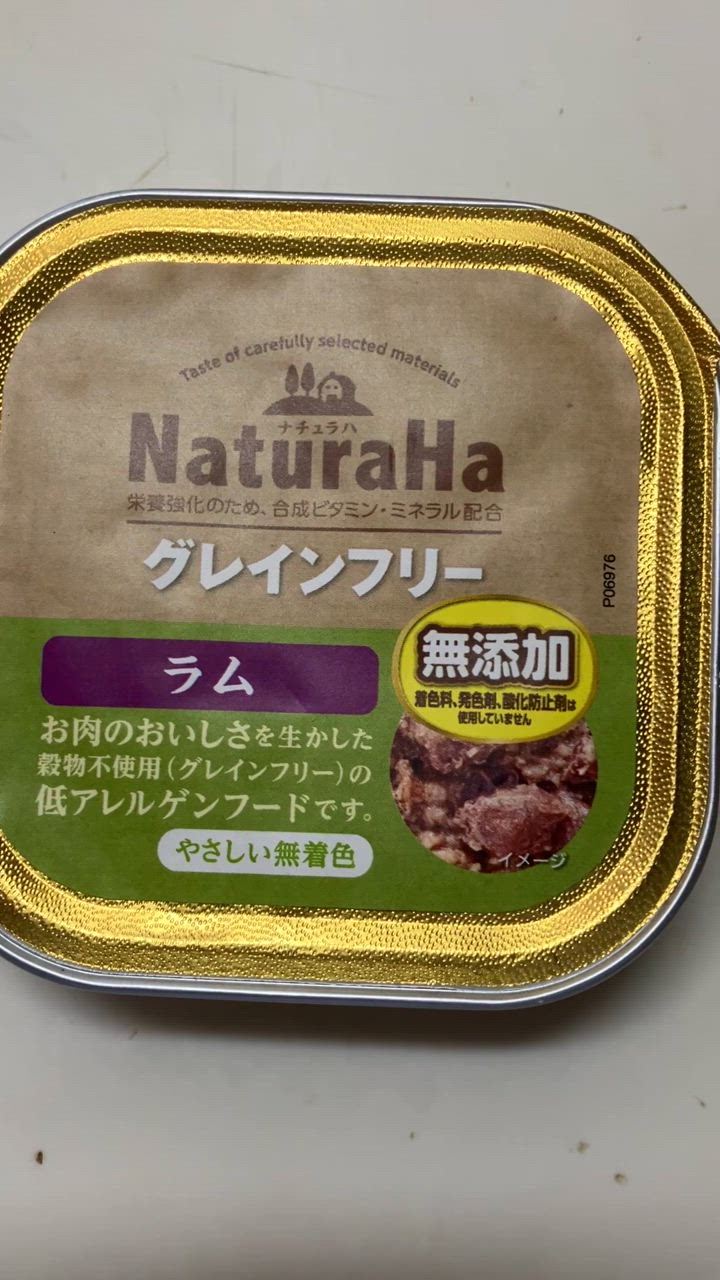 Taste of carefully selected materials
ナチュラハ
NaturaHa
栄養強化のため、合成ビタミン・ミネラル配合
グレインフリー
P06976
無添加
着色料、発色剤、酸化防止剤は
使用していません
ラム
お肉のおいしさを生かした
穀物不使用(グレインフリー)の
低アレルゲンフードです。
やさしい無着色
イメージ